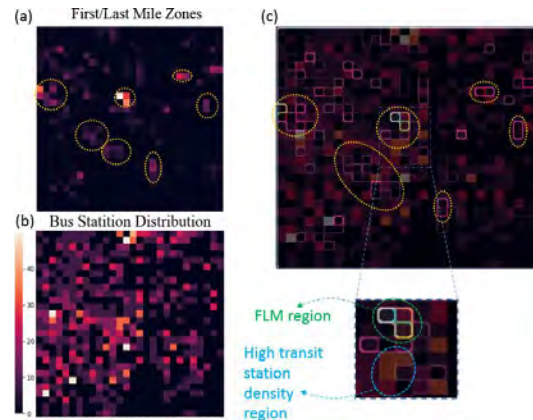 (a)
First/Last Mile Zones
(b)
Bus Statition Distribution
40
30
20
10
0
(c)
FLM region
High transit
station
density
region